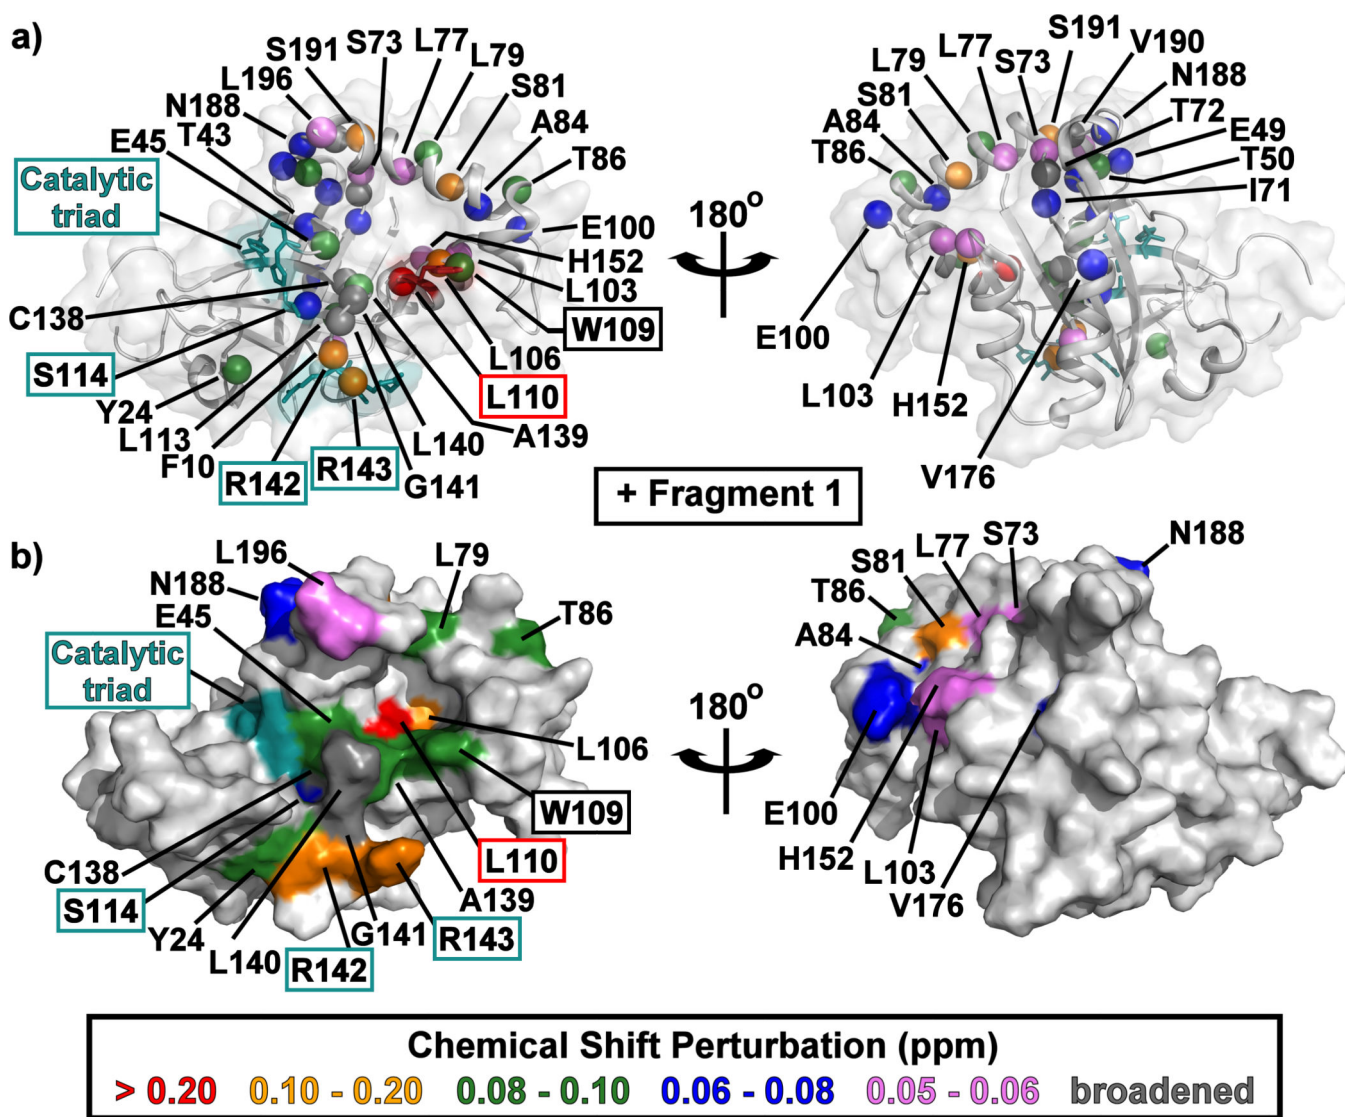 a)
S191
S73
L77
L79
L196
S81
N188
A84
E45
T43
T86
Catalytic
triad
E100
H152
L103
C138
W109
S114
L106
L110
Y24
L113
L140
A139
F10
R142
R143
G141
180º
S191
L77
V190
L79
S73
N188
S81
T72
A84
E49
T86
T50
I71
E100
L103
H152
V176
+ Fragment 1
b)
L196
L79
N188
E45
T86
Catalytic
triad
L106
W109
L110
C138
A139
S114
Y24
G141
R143
L140
R142
180º
S73
L77
N188
S81
T86
A84
E100
H152
L103
V176
Chemical Shift Perturbation (ppm)
> 0.20 0.10 - 0.20 0.08 - 0.10 0.06 - 0.08 0.05 - 0.06 broadened